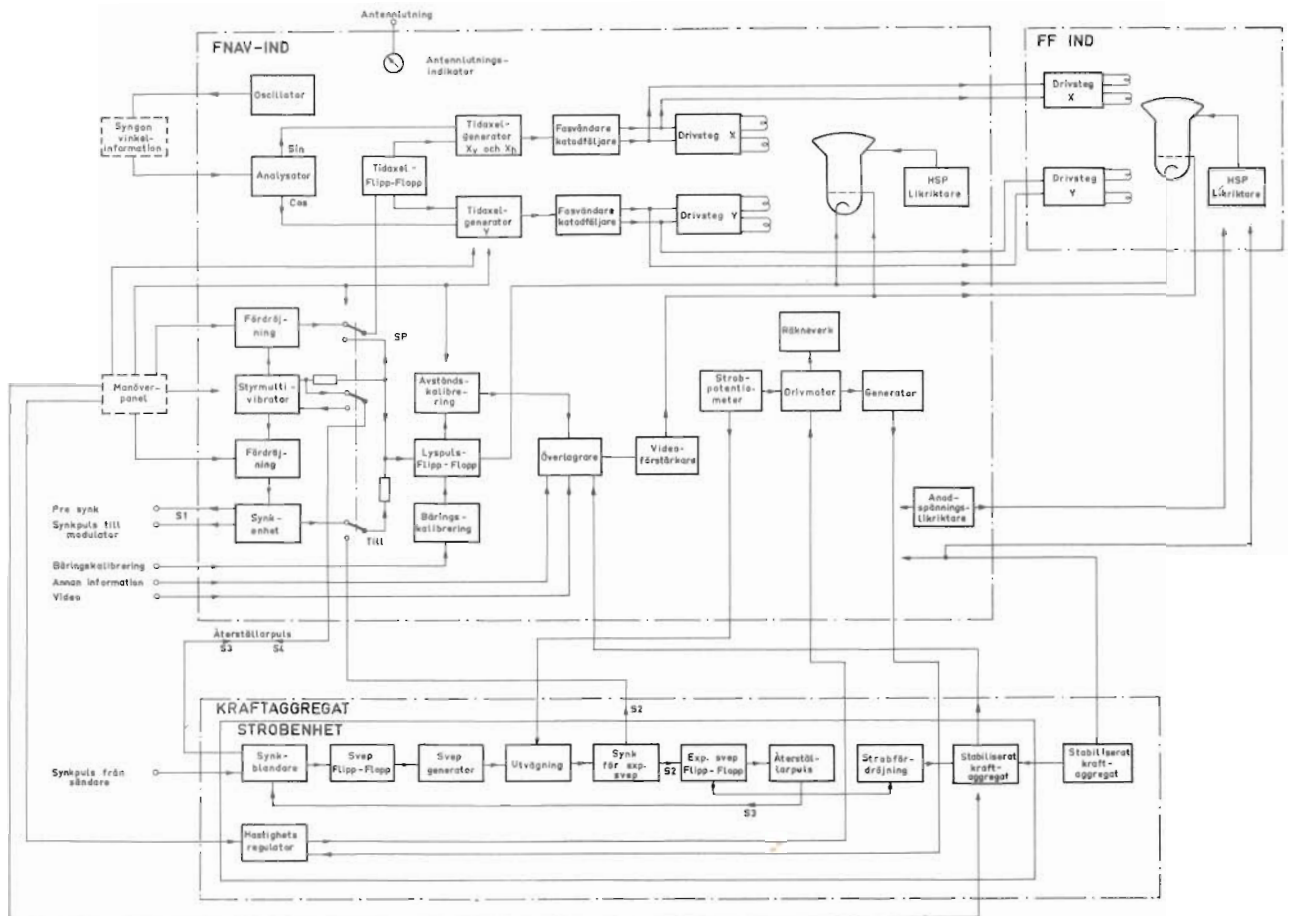 Antennlutning
FNAV-IND
FF IND
Antennlutnings-
indikator
Oscillator
Syngon
vinkel-
information
Analysator
Sin
Cos
Tidaxel-
Flipp-Flopp
Tidaxel-
generator
Xv och Xh
Fasvändare
katodföljare
Drivsteg X
Tidaxel-
generator
Y
Fasvändare
katodföljare
Drivsteg Y
HSP
Likriktare
Drivsteg
X
Drivsteg
Y
HSP
Likriktare
Fördröj-
ning
SP
Manöver-
panel
Styrmulti-
vibrator
Fördröj-
ning
Synk-
enhet
Till
Avstånds-
kalibre-
ring
Lyspuls-
Flipp-Flopp
Bärings-
kalibrering
Överlagrare
Video-
förstärkare
Räkneverk
Strob-
potentio-
meter
Drivmotor
Generator
Anod-
spännings-
likriktare
Pre synk
S1
Synkpuls till
modulator
Bäringskalibrering
Annan information
Video
Återställarpuls
S3 S4
KRAFTAGGREGAT
STROBENHET
S2
Synkpuls från
sändare
Synk-
blandare
Svep
Flipp-Flopp
Svep
generator
Utvägning
Synk
för exp.
svep
S2
Exp. svep
Flipp-Flopp
Återstäl-
larpuls
Strobför-
dröjning
Stabiliserat
kraft-
aggregat
Stabiliserat
kraft-
aggregat
S3
Hastighets
regulator